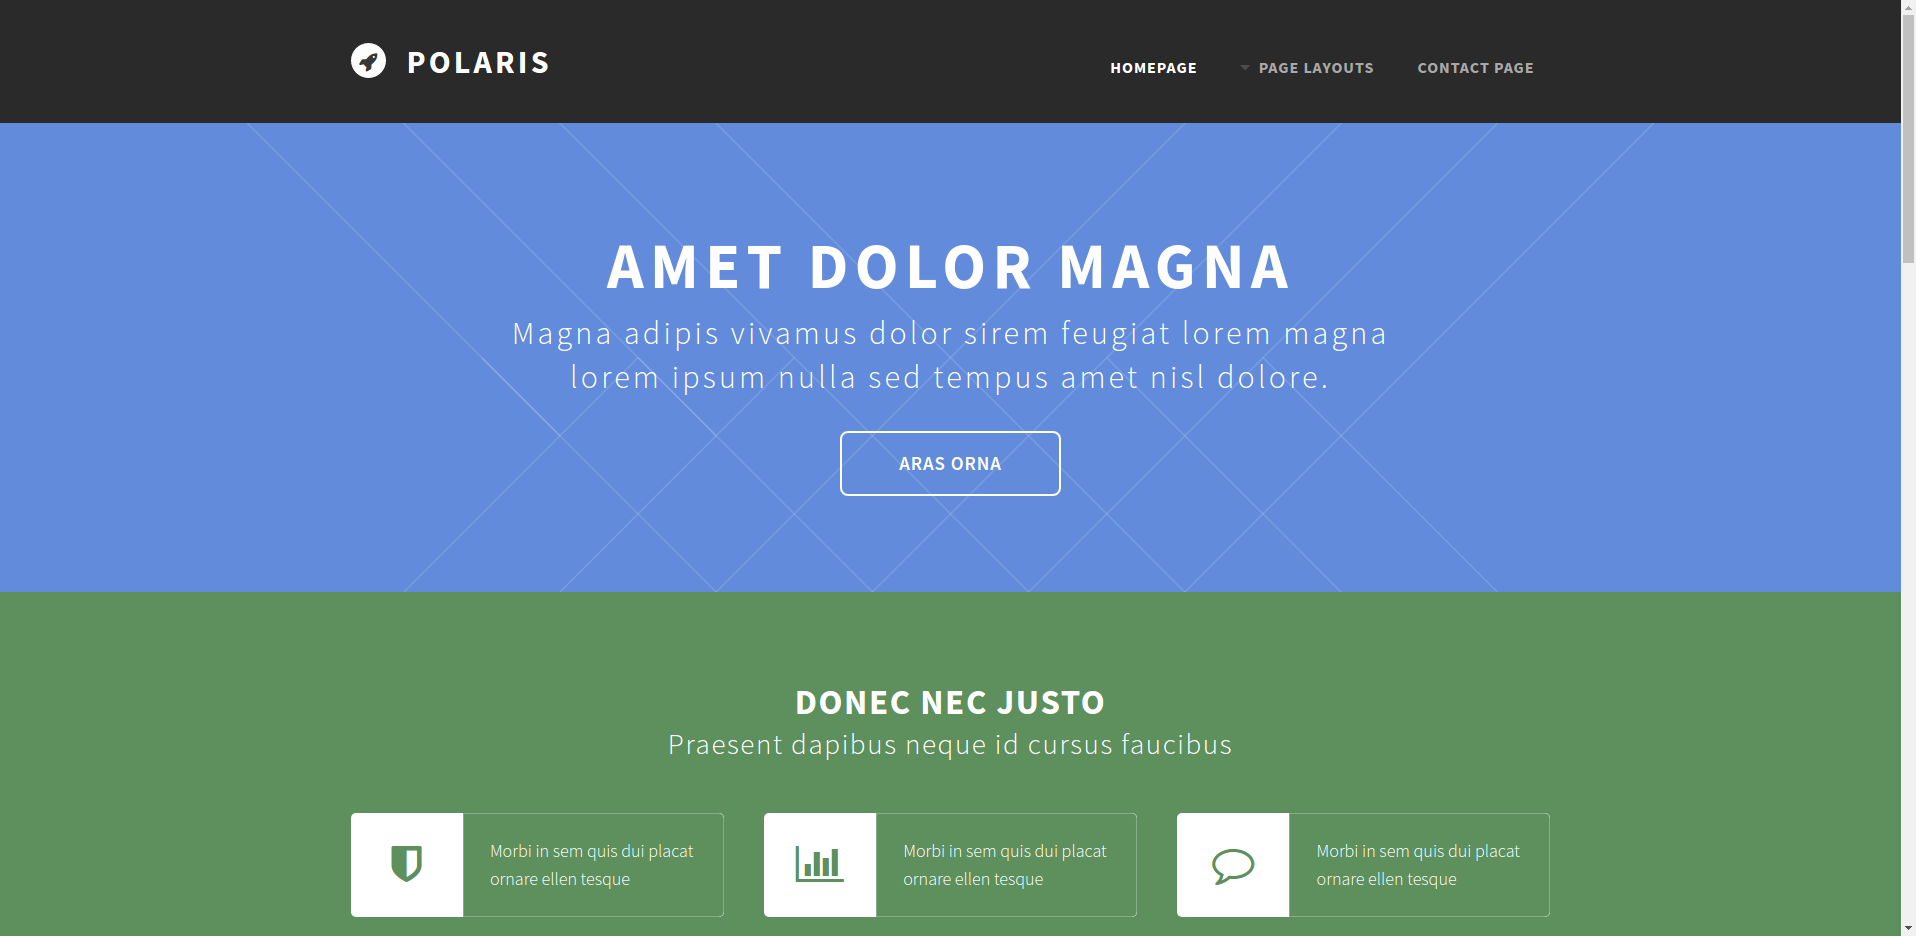 POLARIS
HOMEPAGE PAGE LAYOUTS CONTACT PAGE
AMET DOLOR MAGNA
Magna adipis vivamus dolor sirem feugiat lorem magna
lorem ipsum nulla sed tempus amet nisl dolore.
ARAS ORNA
DONEC NEC JUSTO
Praesent dapibus neque id cursus faucibus
Morbi in sem quis dui placat
ornare ellen tesque
Morbi in sem quis dui placat
ornare ellen tesque
Morbi in sem quis dui placat
ornare ellen tesque